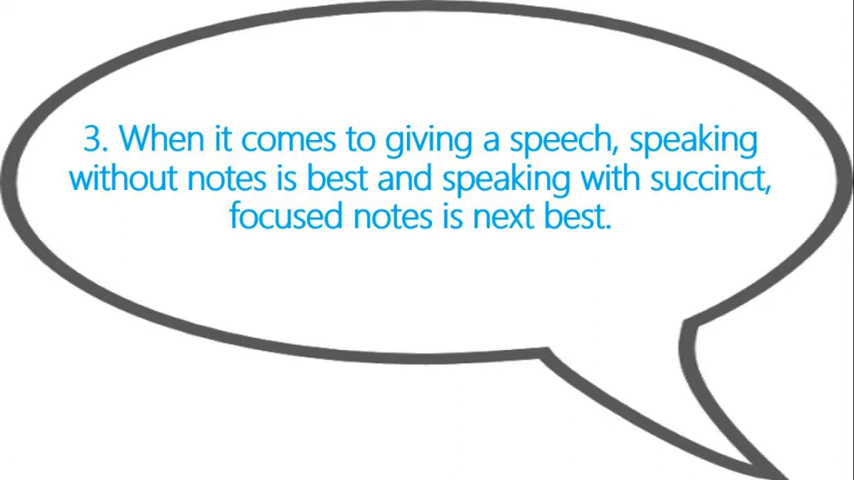 3. When it comes to giving a speech, speaking
without notes is best and speaking with succinct,
focused notes is next best.